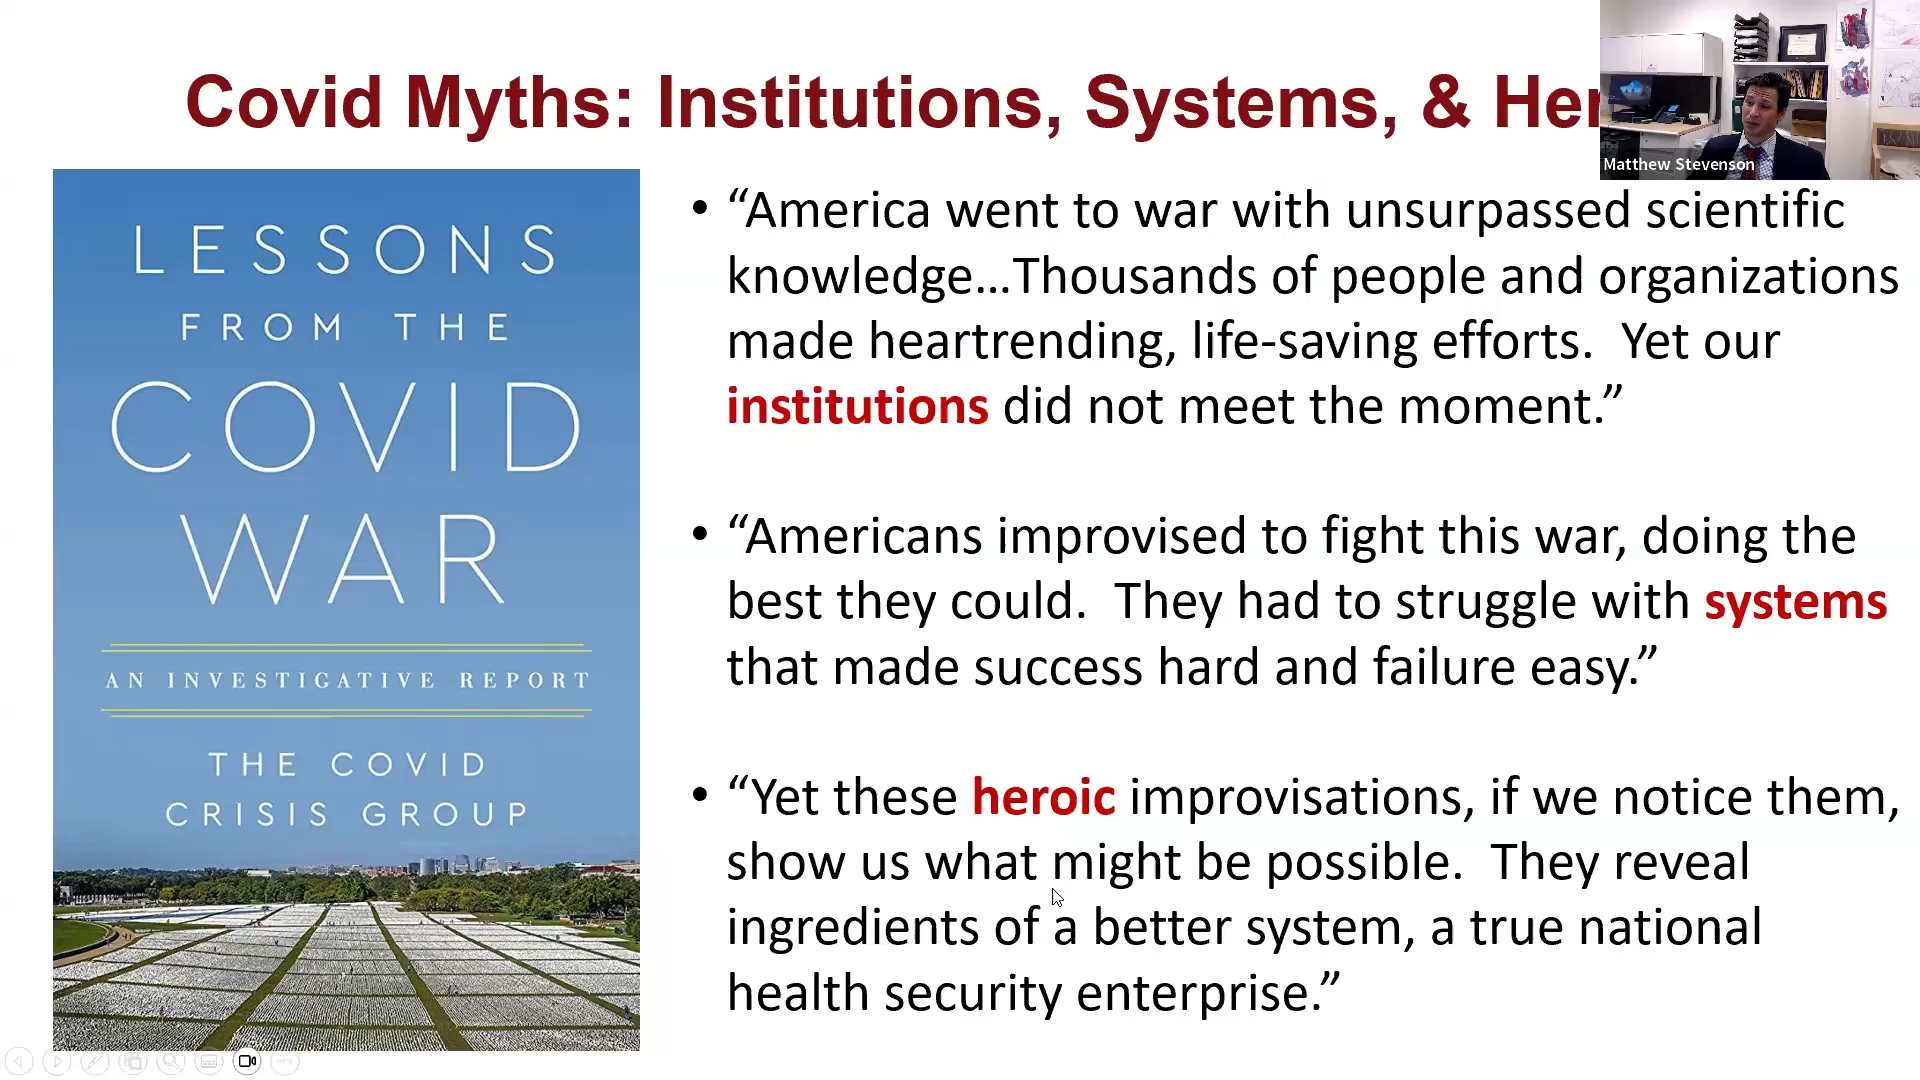 Covid Myths: Institutions, Systems, & Her
Matthew Stevenson
LESSONS
FROM THE
COVID
WAR
AN INVESTIGATIVE REPORT
THE COVID
CRISIS GROUP
• “America went to war with unsurpassed scientific
knowledge...Thousands of people and organizations
made heartrending, life-saving efforts.  Yet our
institutions did not meet the moment.”
• “Americans improvised to fight this war, doing the
best they could.  They had to struggle with systems
that made success hard and failure easy.”
• “Yet these heroic improvisations, if we notice them,
show us what might be possible.  They reveal
ingredients of a better system, a true national
health security enterprise.”